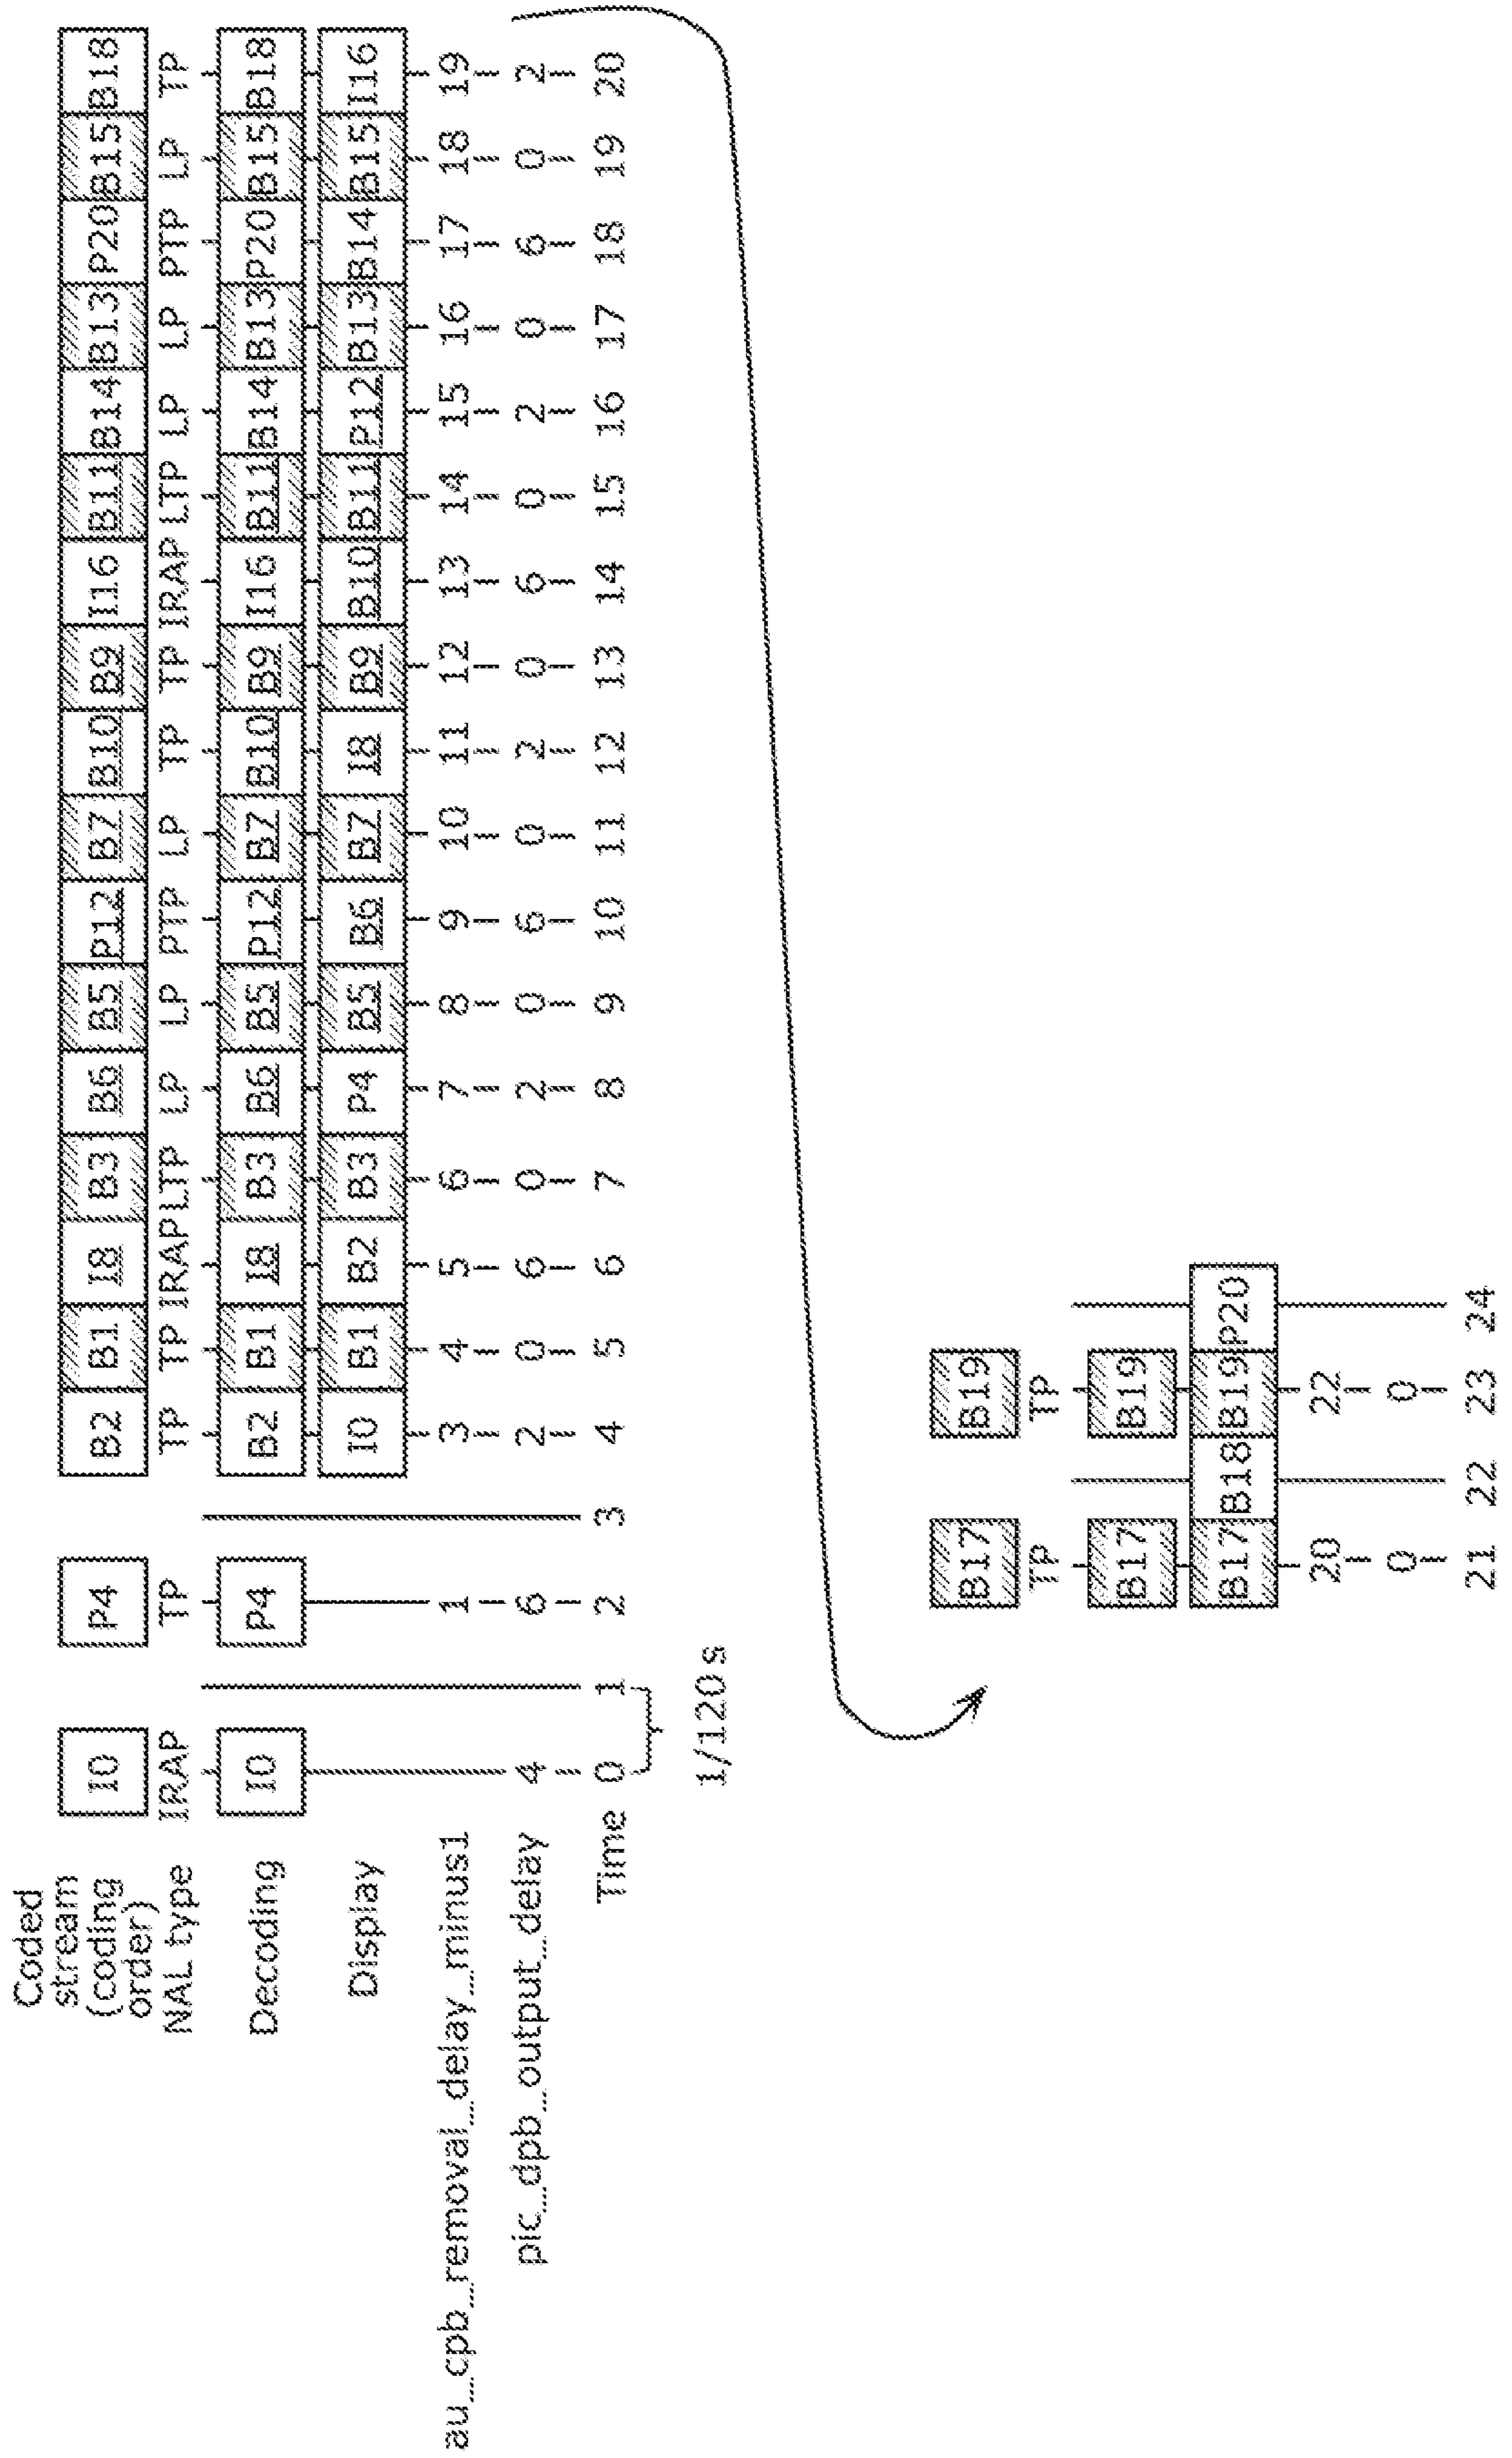 Coded stream (coding order) I0 P4 B2 B1 I8 B3 B6 B5 P12 B7 B10 B9 I16 B11 B14 B13 P20 B15 B18
NAL type IRAP TP TP TP IRAP LTP LP LP PTP LP TP TP IRAP LTP LP LP PTP LP TP
Decoding I0 P4 B2 B1 I8 B3 B6 B5 P12 B7 B10 B9 I16 B11 B14 B13 P20 B15 B18
Display I0 B1 B2 B3 P4 B5 B6 B7 I8 B9 B10 B11 P12 B13 B14 B15 I16
au_cpb_removal_delay_minus1 1 3 4 5 6 7 8 9 10 11 12 13 14 15 16 17 18 19
pic_dpb_output_delay 4 6 2 0 6 0 2 0 6 0 2 0 6 0 2 0 6 0 2
Time 0 1 2 3 4 5 6 7 8 9 10 11 12 13 14 15 16 17 18 19 20
1/120 s
B17 B19
TP TP
B17 B19
B17 B18 B19 P20
20 22
0 0
21 22 23 24